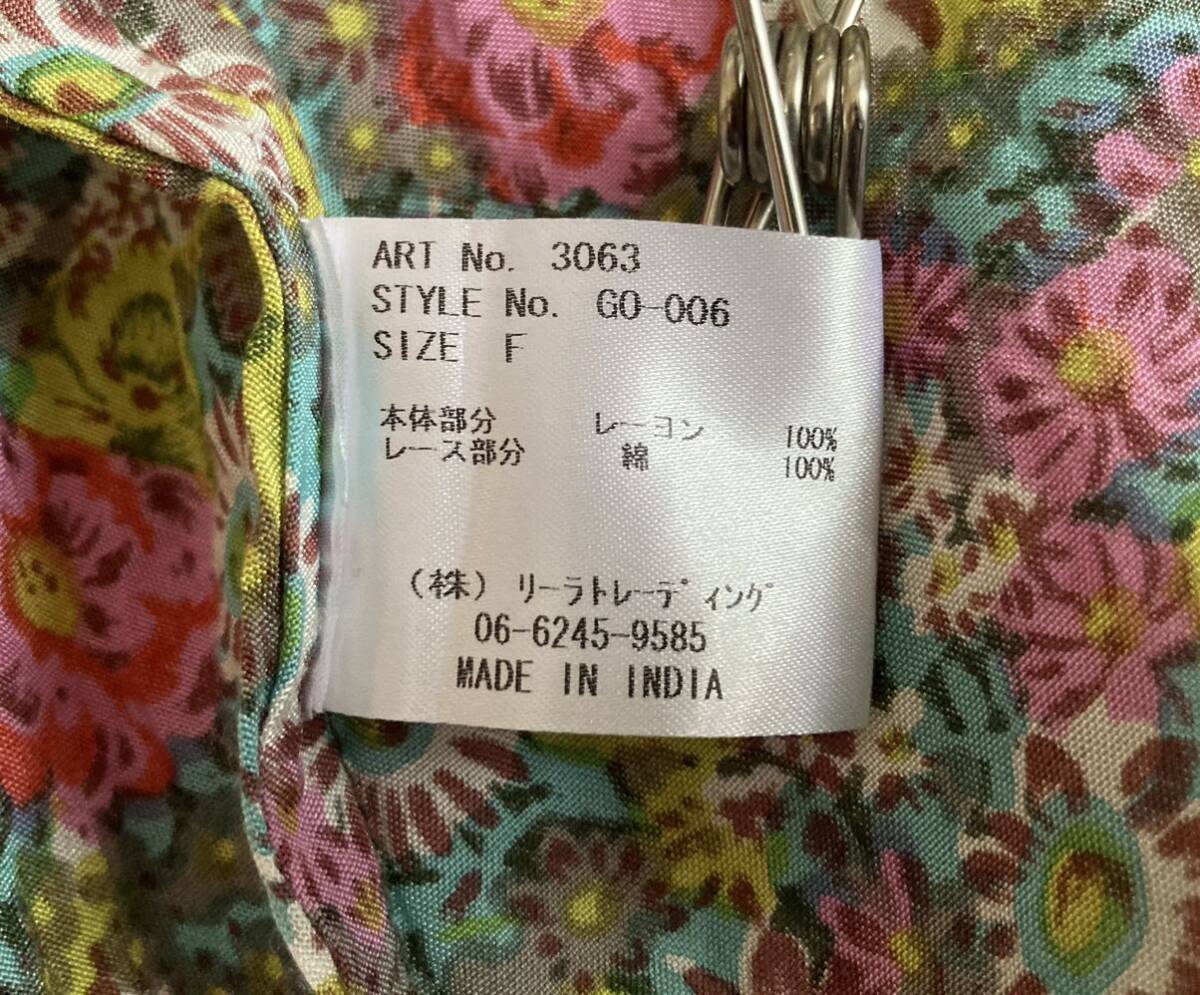 ART No. 3063
STYLE No. GO-006
SIZE F
本体部分 レーヨン 100%
レース部分 綿 100%
(株) リーラトレーディング
06-6245-9585
MADE IN INDIA